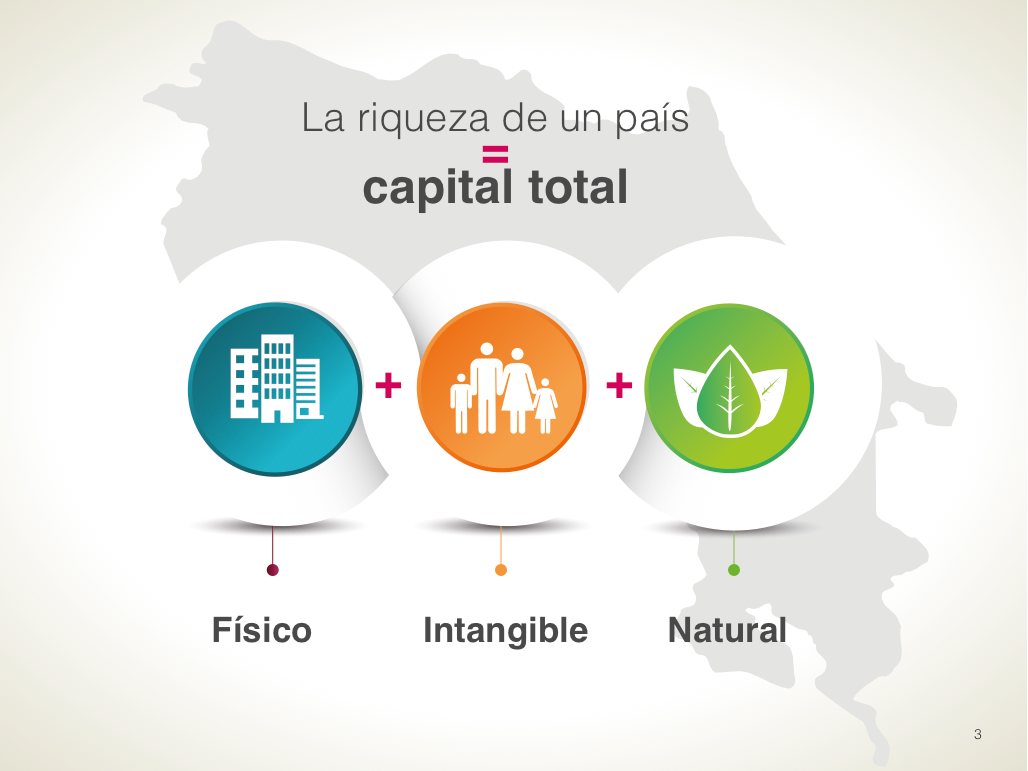 La riqueza de un país
=
capital total
+ +
Físico Intangible Natural
3